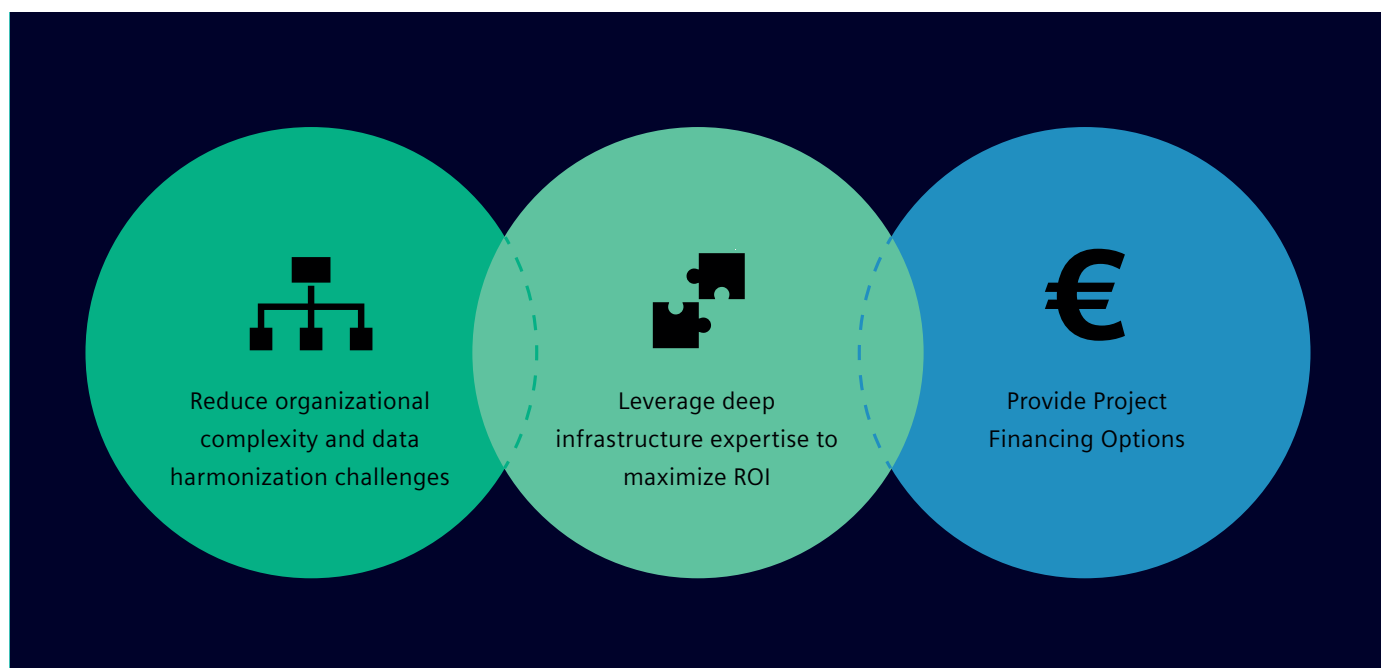 Reduce organizational
complexity and data
harmonization challenges
Leverage deep
infrastructure expertise to
maximize ROI
€
Provide Project
Financing Options